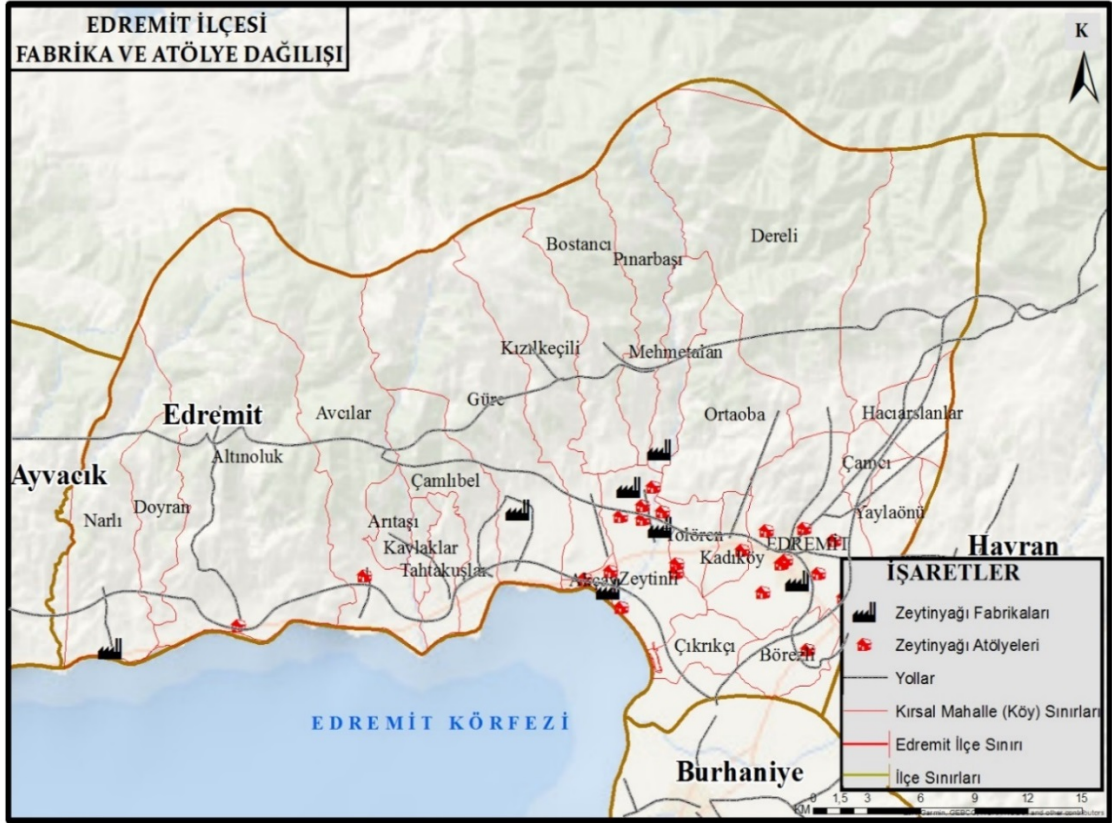 EDREMİT İLÇESİ
FABRİKA VE ATÖLYE DAĞILIŞI
K
Dereli
Bostancı
Pınarbaşı
Kızılkeçili
Mehmetalan
Güre
Avcılar
Ortaoba
Hacıarslanlar
Edremit
Altınoluk
Çamcı
Ayvacık
Çamlıbel
Doyran
Narlı
Arıtaşı
Yaylaönü
Yolören
EDREMİT
Kavlaklar
Kadıköy
Havran
Tahtakuşlar
Akçay
Zeytinli
Çıkrıkçı
Börezli
EDREMİT KÖRFEZİ
Burhaniye
İŞARETLER
Zeytinyağı Fabrikaları
Zeytinyağı Atölyeleri
Yollar
Kırsal Mahalle (Köy) Sınırları
Edremit İlçe Sınırı
İlçe Sınırları
0 1,5 3 6 9 12 15
KM